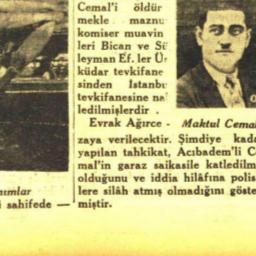 Cemal'i öldür
mekle maznu
komiser muavin
leri Bican ve Sü
leyman Ef. ler Ü
küdar tevkifane
sinden İstanbu
tevkifanesine na
ledilmişlerdir .
Evrak Ağırce -
zaya verilecektir. Şimdiye kada
yapılan tahkikat, Acıbadem'li C
mal'in garaz saikasile katledilm
olduğunu ve iddia hilâfına polis
lere silâh atmış olmadığını göste
miştir.
Maktul Cemal
nımlar
i sahifede —